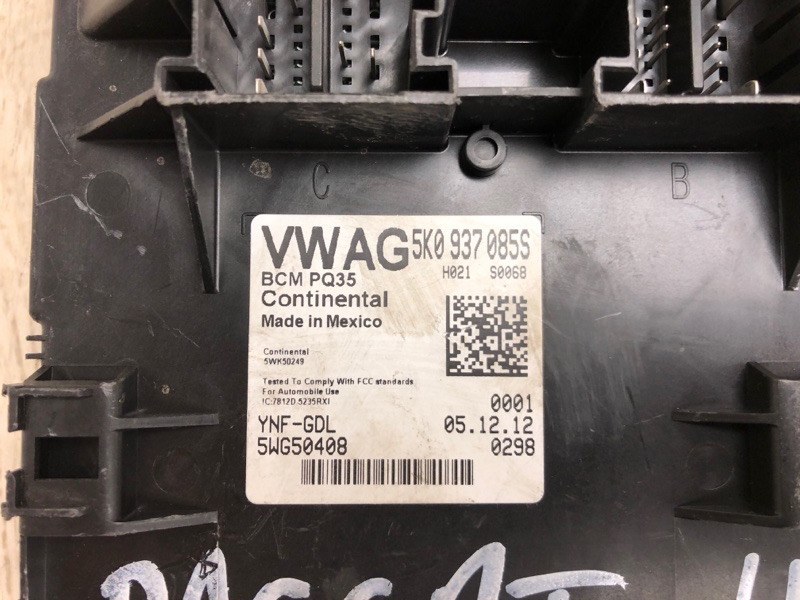 C
B
VWAG 5K0 937 085S
H021 S0068
BCM PQ35
Continental
Made in Mexico
Continental
5WK50249
Tested To Comply With FCC standards
For Automobile Use
IC:7812D.5235RXI
0001
YNF-GDL 05.12.12
5WG50408 0298
PASSAT